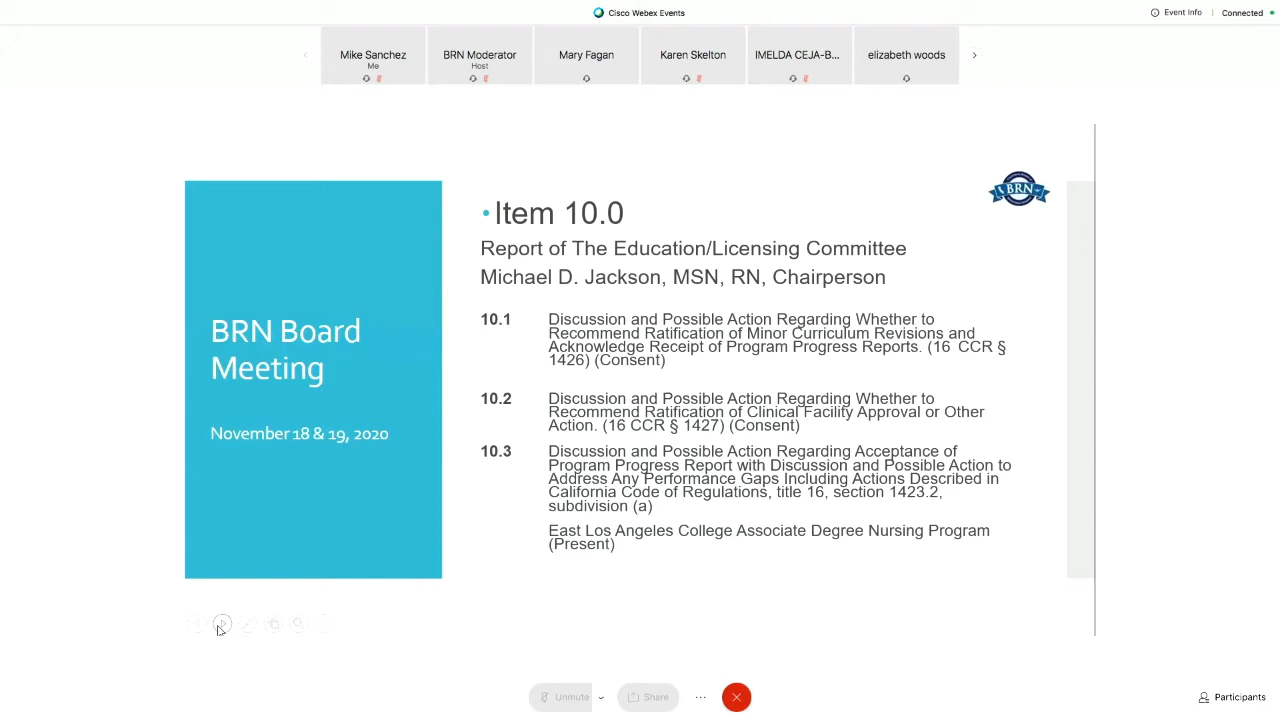 Cisco Webex Events
Event Info
Connected
Mike Sanchez
Me
BRN Moderator
Host
Mary Fagan
Karen Skelton
IMELDA CEJA-B...
elizabeth woods
BRN
BRN Board
Meeting
November 18 & 19, 2020
• Item 10.0
Report of The Education/Licensing Committee
Michael D. Jackson, MSN, RN, Chairperson
10.1 Discussion and Possible Action Regarding Whether to
Recommend Ratification of Minor Curriculum Revisions and
Acknowledge Receipt of Program Progress Reports. (16 CCR §
1426) (Consent)
10.2 Discussion and Possible Action Regarding Whether to
Recommend Ratification of Clinical Facility Approval or Other
Action. (16 CCR § 1427) (Consent)
10.3 Discussion and Possible Action Regarding Acceptance of
Program Progress Report with Discussion and Possible Action to
Address Any Performance Gaps Including Actions Described in
California Code of Regulations, title 16, section 1423.2,
subdivision (a)
East Los Angeles College Associate Degree Nursing Program
(Present)
Unmute
Share
Participants